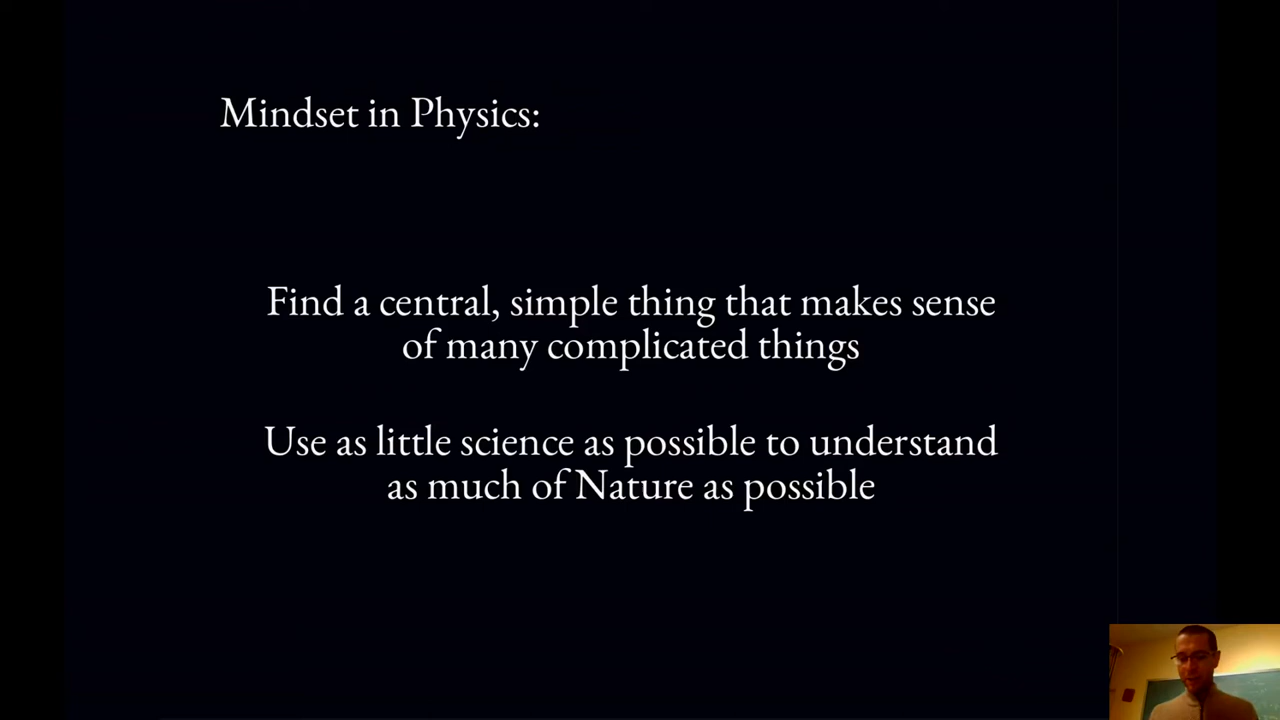 Mindset in Physics:
Find a central, simple thing that makes sense
of many complicated things
Use as little science as possible to understand
as much of Nature as possible